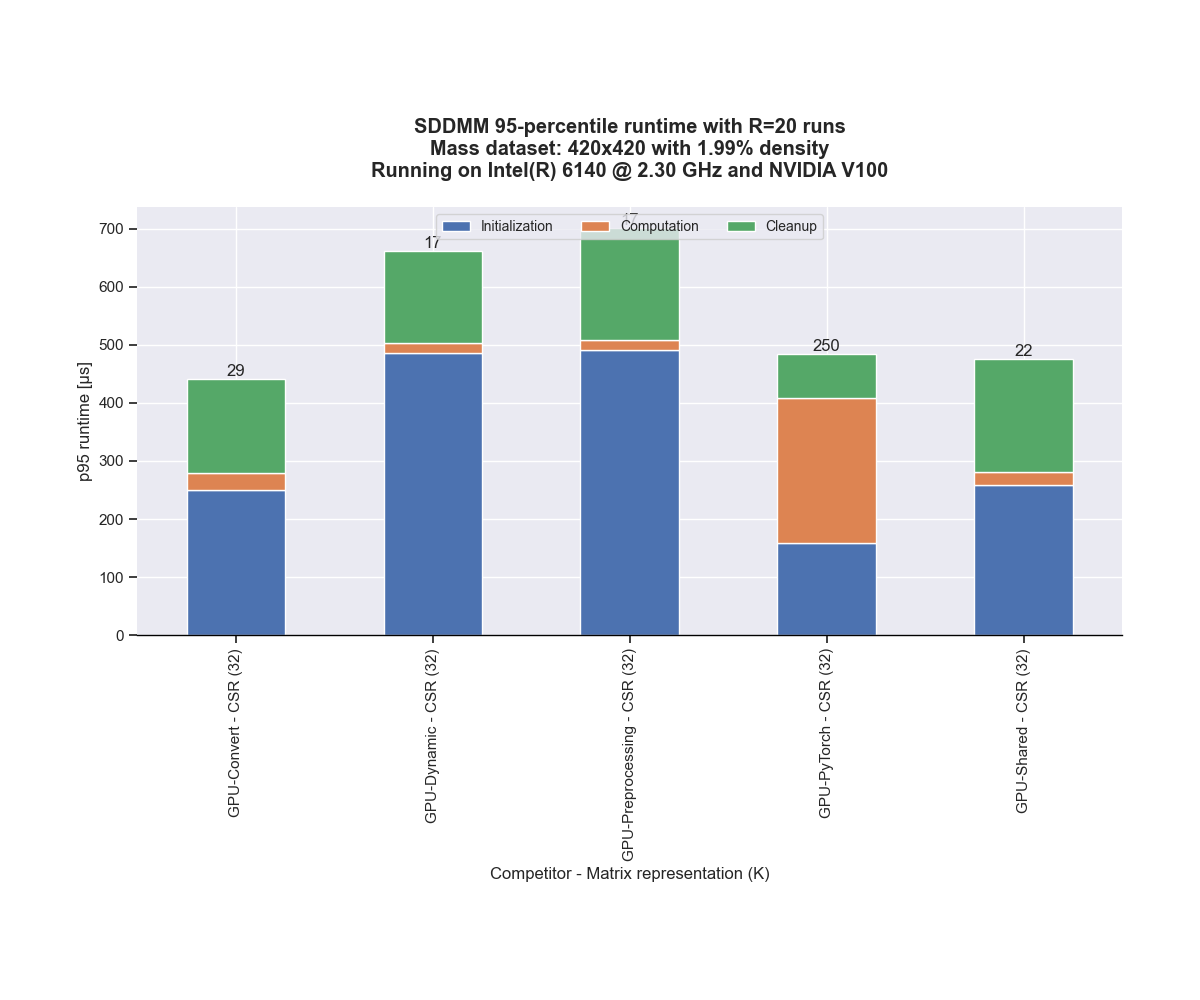 SDDMM 95-percentile runtime with R=20 runs
Mass dataset: 420x420 with 1.99% density
Running on Intel(R) 6140 @ 2.30 GHz and NVIDIA V100
17
Initialization Computation Cleanup
700
17
600
500
250
22
29
400
300
200
100
0
p95 runtime [µs]
GPU-Convert - CSR (32)
GPU-Dynamic - CSR (32)
GPU-Preprocessing - CSR (32)
GPU-PyTorch - CSR (32)
GPU-Shared - CSR (32)
Competitor - Matrix representation (K)